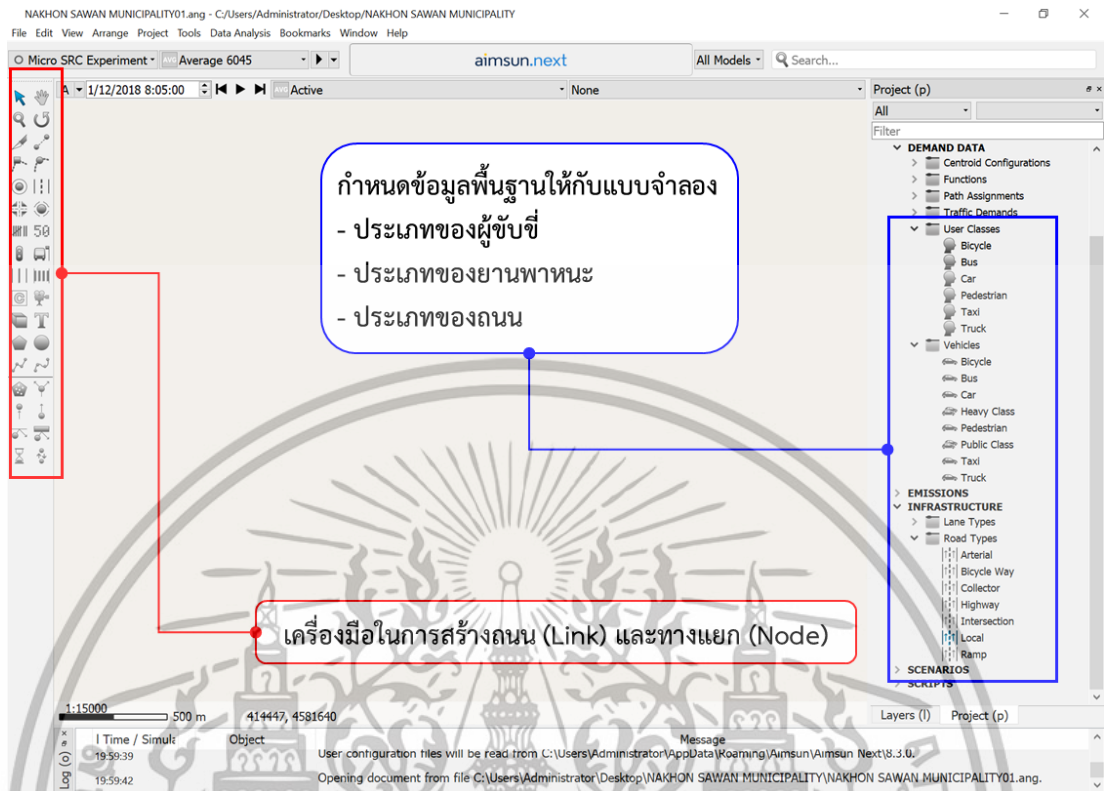 NAKHON SAWAN MUNICIPALITY01.ang - C:/Users/Administrator/Desktop/NAKHON SAWAN MUNICIPALITY
File Edit View Arrange Project Tools Data Analysis Bookmarks Window Help
Micro SRC Experiment Average 6045 aimsun.next All Models Search...
A 1/12/2018 8:05:00 Active None Project (p)
All
Filter
DEMAND DATA
Centroid Configurations
Functions
Path Assignments
Traffic Demands
User Classes
Bicycle
Bus
Car
Pedestrian
Taxi
Truck
Vehicles
Bicycle
Bus
Car
Heavy Class
Pedestrian
Public Class
Taxi
Truck
EMISSIONS
INFRASTRUCTURE
Lane Types
Road Types
Arterial
Bicycle Way
Collector
Highway
Intersection
Local
Ramp
SCENARIOS
SCRIPTS
Layers (l) Project (p)
50
กำหนดข้อมูลพื้นฐานให้กับแบบจำลอง
- ประเภทของผู้ขับขี่
- ประเภทของยานพาหนะ
- ประเภทของถนน
เครื่องมือในการสร้างถนน (Link) และทางแยก (Node)
1:15000
500 m 414447, 4581640
Log (o)
l Time / Simula Object Message
19:59:39 User configuration files will be read from C:\Users\Administrator\AppData\Roaming\Aimsun\Aimsun Next\8.3.0.
19:59:42 Opening document from file C:\Users\Administrator\Desktop\NAKHON SAWAN MUNICIPALITY\NAKHON SAWAN MUNICIPALITY01.ang.